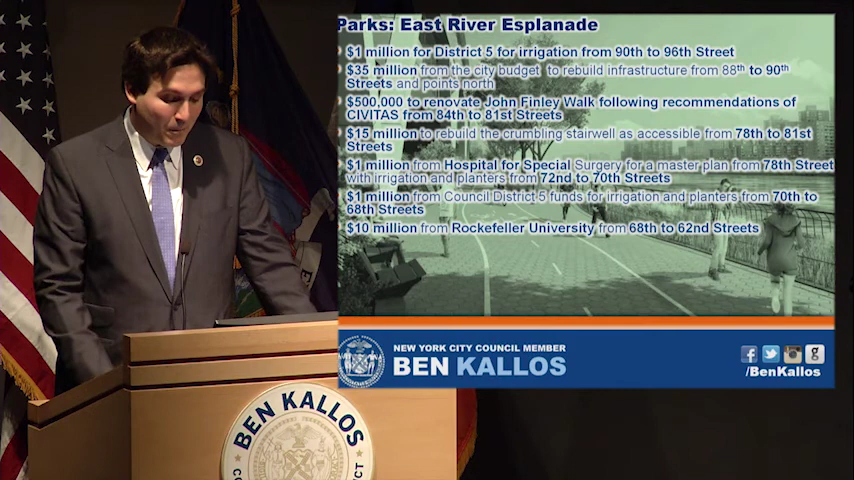 Parks: East River Esplanade
$1 million for District 5 for irrigation from 90th to 96th Street
$35 million from the city budget to rebuild infrastructure from 88th to 90th
Streets and points north
$500,000 to renovate John Finley Walk following recommendations of
CIVITAS from 84th to 81st Streets
$15 million to rebuild the crumbling stairwell as accessible from 78th to 81st
Streets
$1 million from Hospital for Special Surgery for a master plan from 78th Street
with irrigation and planters from 72nd to 70th Streets
$1 million from Council District 5 funds for irrigation and planters from 70th to
68th Streets
$10 million from Rockefeller University from 68th to 62nd Streets
NEW YORK CITY COUNCIL MEMBER
BEN KALLOS
/BenKallos
BEN KALLOS